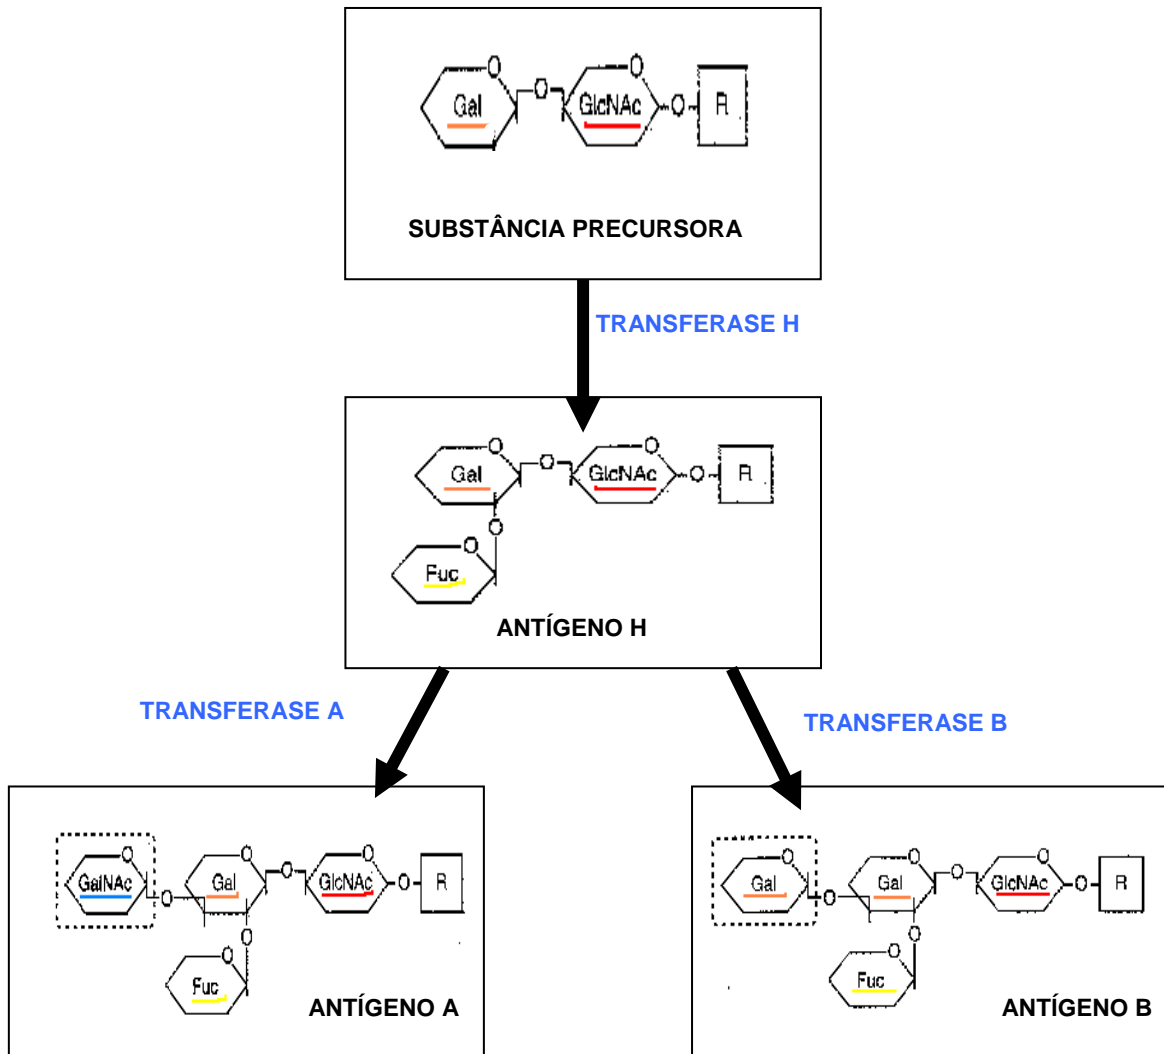 O O
Gal O GlcNAc O R
SUBSTÂNCIA PRECURSORA
TRANSFERASE H
O O
Gal O GlcNAc O R
O
O
Fuc
ANTÍGENO H
TRANSFERASE A
TRANSFERASE B
O O O
GalNAc Gal O GlcNAc O R
O
O
O
Fuc
ANTÍGENO A
O O O
Gal Gal O GlcNAc O R
O
O
O
Fuc
ANTÍGENO B